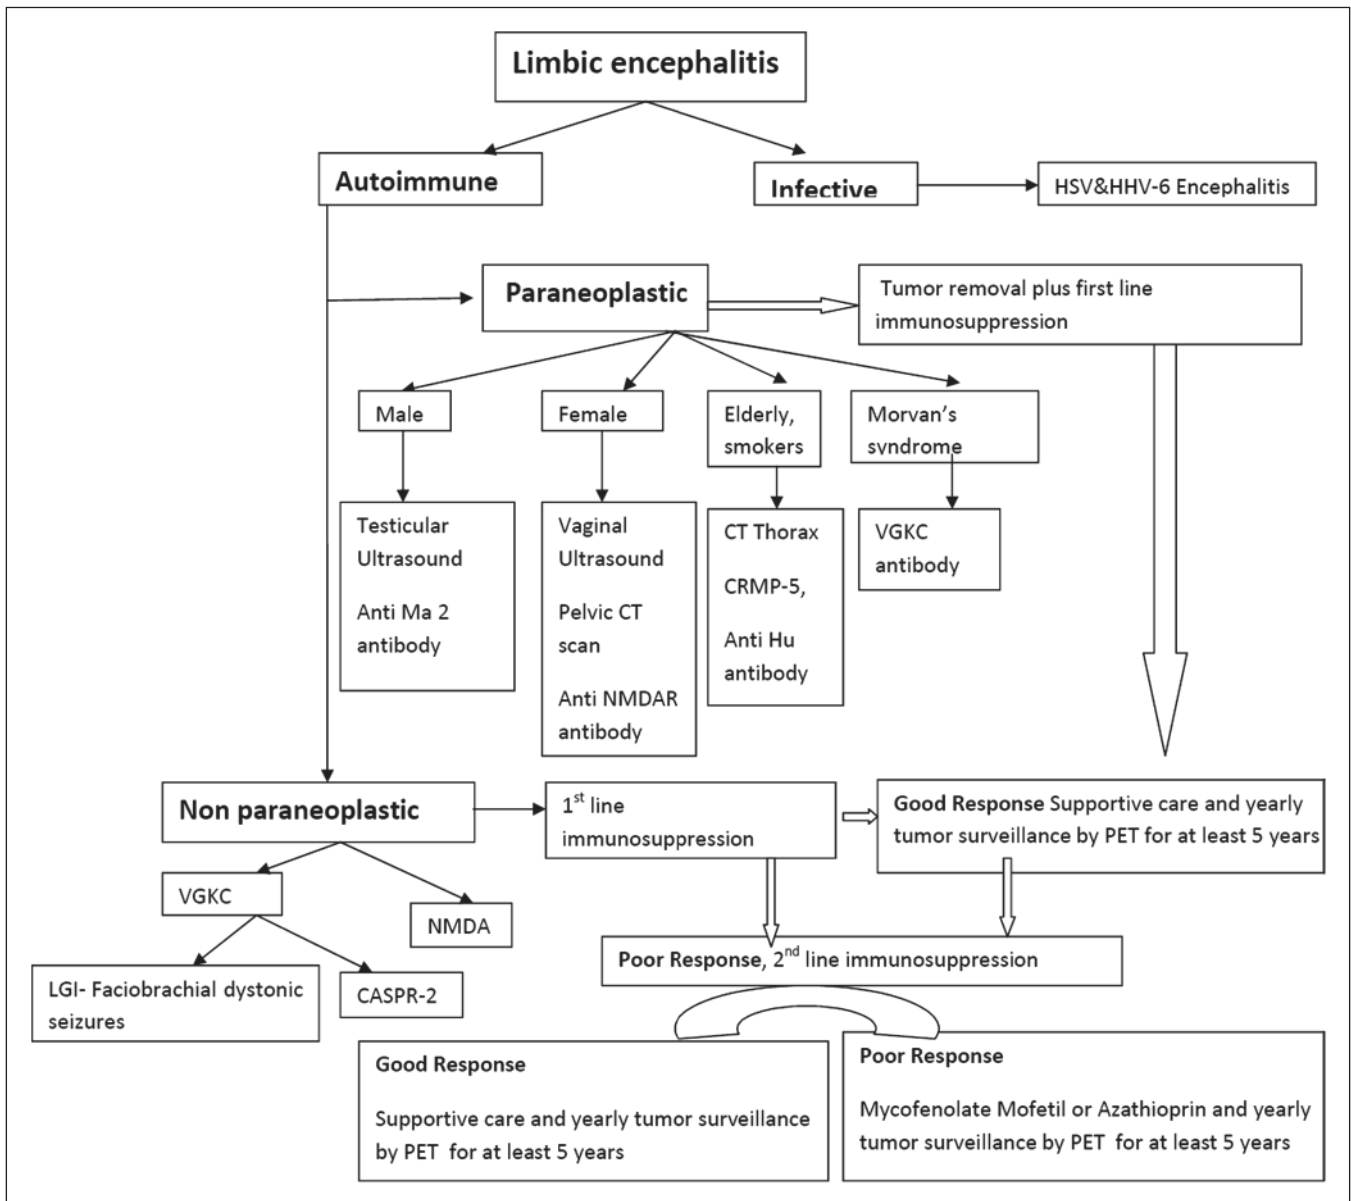 Limbic encephalitis
Autoimmune
Infective
HSV&HHV-6 Encephalitis
Paraneoplastic
Tumor removal plus first line
immunosuppression
Male
Female
Elderly,
smokers
Morvan's
syndrome
Testicular
Ultrasound
Anti Ma 2
antibody
Vaginal
Ultrasound
Pelvic CT
scan
Anti NMDAR
antibody
CT Thorax
CRMP-5,
Anti Hu
antibody
VGKC
antibody
Non paraneoplastic
1st line
immunosuppression
Good Response Supportive care and yearly
tumor surveillance by PET for at least 5 years
VGKC
NMDA
LGI- Faciobrachial dystonic
seizures
CASPR-2
Poor Response, 2nd line immunosuppression
Good Response
Supportive care and yearly tumor surveillance
by PET for at least 5 years
Poor Response
Mycofenolate Mofetil or Azathioprin and yearly
tumor surveillance by PET for at least 5 years